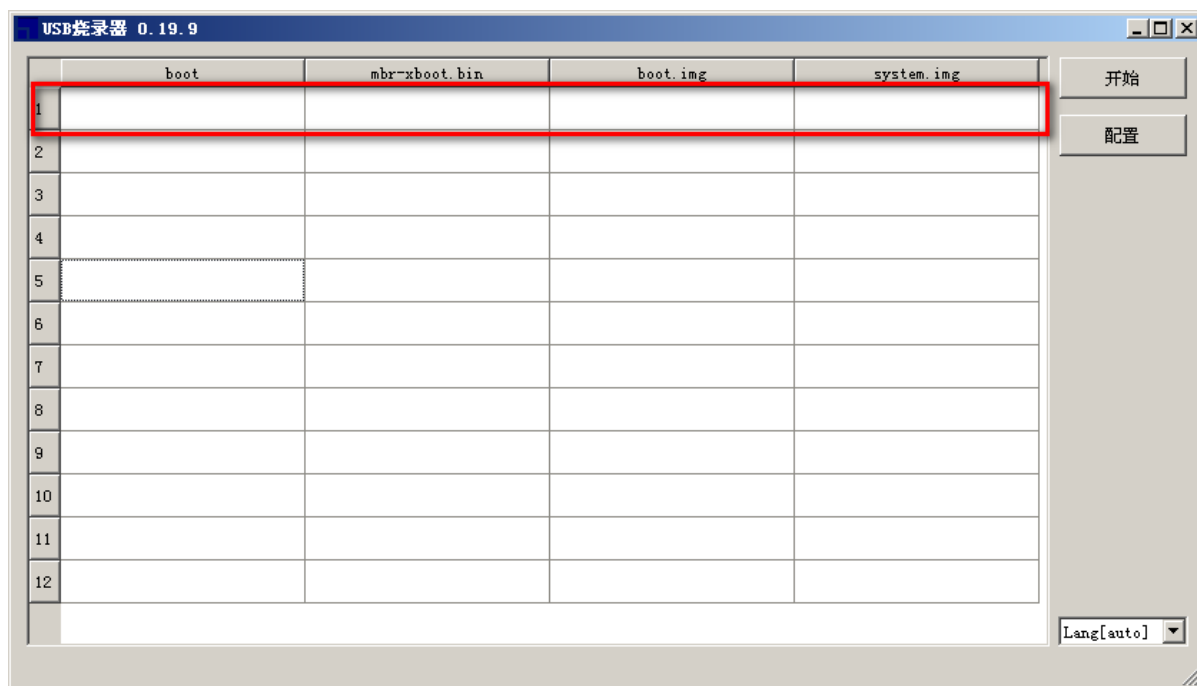 USB烧录器 0.19.9
boot mbr-xboot.bin boot.img system.img
开始
1
配置
2
3
4
5
6
7
8
9
10
11
12
Lang[auto]